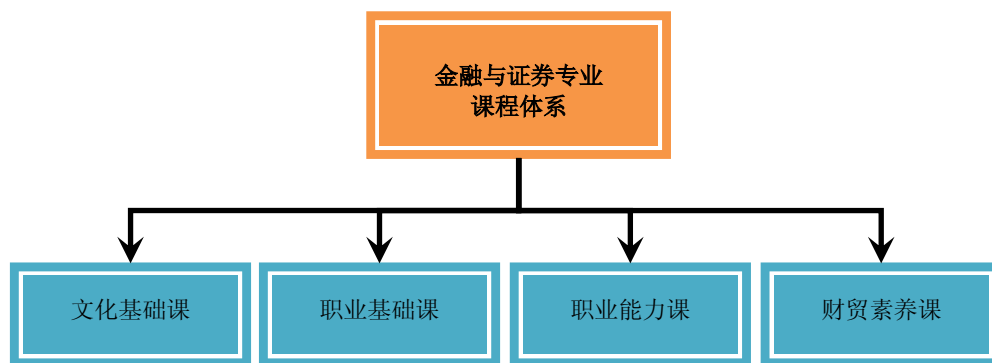 金融与证券专业
课程体系
文化基础课
职业基础课
职业能力课
财贸素养课